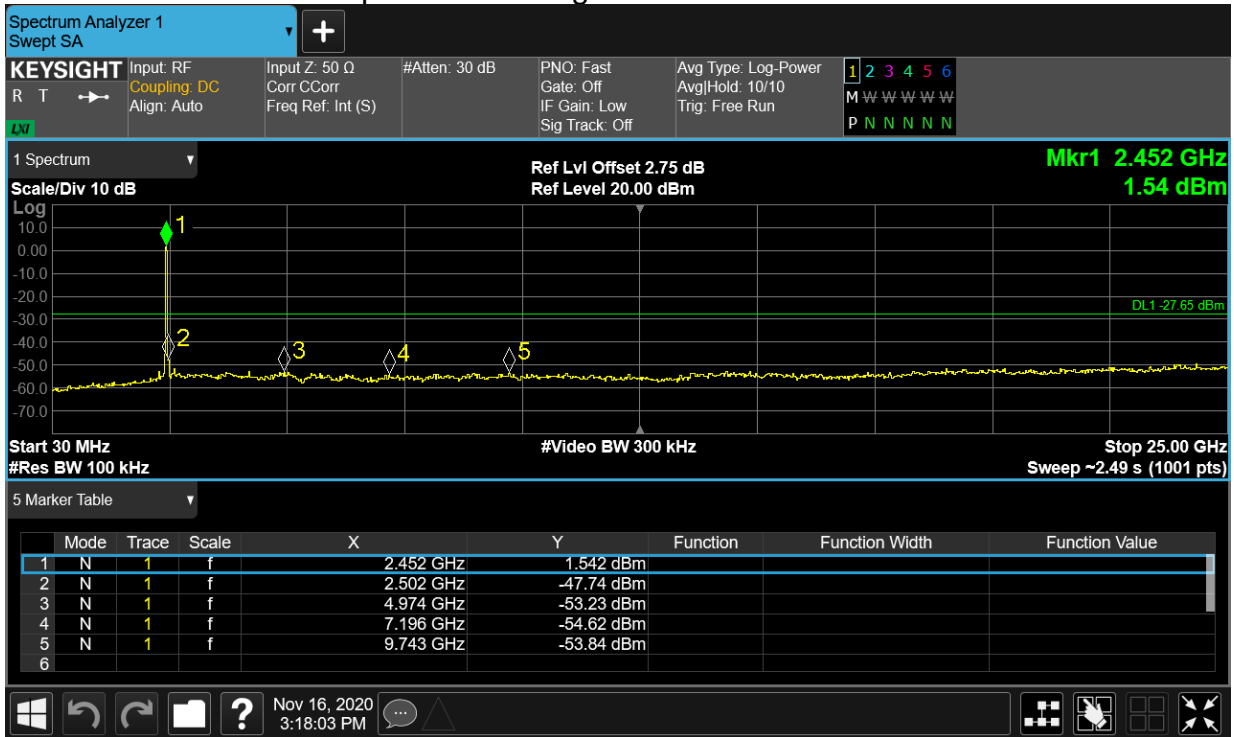 Spectrum Analyzer 1
Swept SA
+
KEYSIGHT
R T
LXI
Input: RF
Coupling: DC
Align: Auto
Input Z: 50 Ω
Corr CCorr
Freq Ref: Int (S)
#Atten: 30 dB
PNO: Fast
Gate: Off
IF Gain: Low
Sig Track: Off
Avg Type: Log-Power
Avg|Hold: 10/10
Trig: Free Run
1 2 3 4 5 6
M W W W W W
P N N N N N
1 Spectrum
Scale/Div 10 dB
Ref Lvl Offset 2.75 dB
Ref Level 20.00 dBm
Mkr1 2.452 GHz
1.54 dBm
Log
10.0
0.00
-10.0
-20.0
-30.0
-40.0
-50.0
-60.0
-70.0
1
2
3
4
5
DL1 -27.65 dBm
Start 30 MHz
#Res BW 100 kHz
#Video BW 300 kHz
Stop 25.00 GHz
Sweep ~2.49 s (1001 pts)
5 Marker Table
Mode Trace Scale X Y Function Function Width Function Value
1 N 1 f 2.452 GHz 1.542 dBm
2 N 1 f 2.502 GHz -47.74 dBm
3 N 1 f 4.974 GHz -53.23 dBm
4 N 1 f 7.196 GHz -54.62 dBm
5 N 1 f 9.743 GHz -53.84 dBm
6
?
Nov 16, 2020
3:18:03 PM